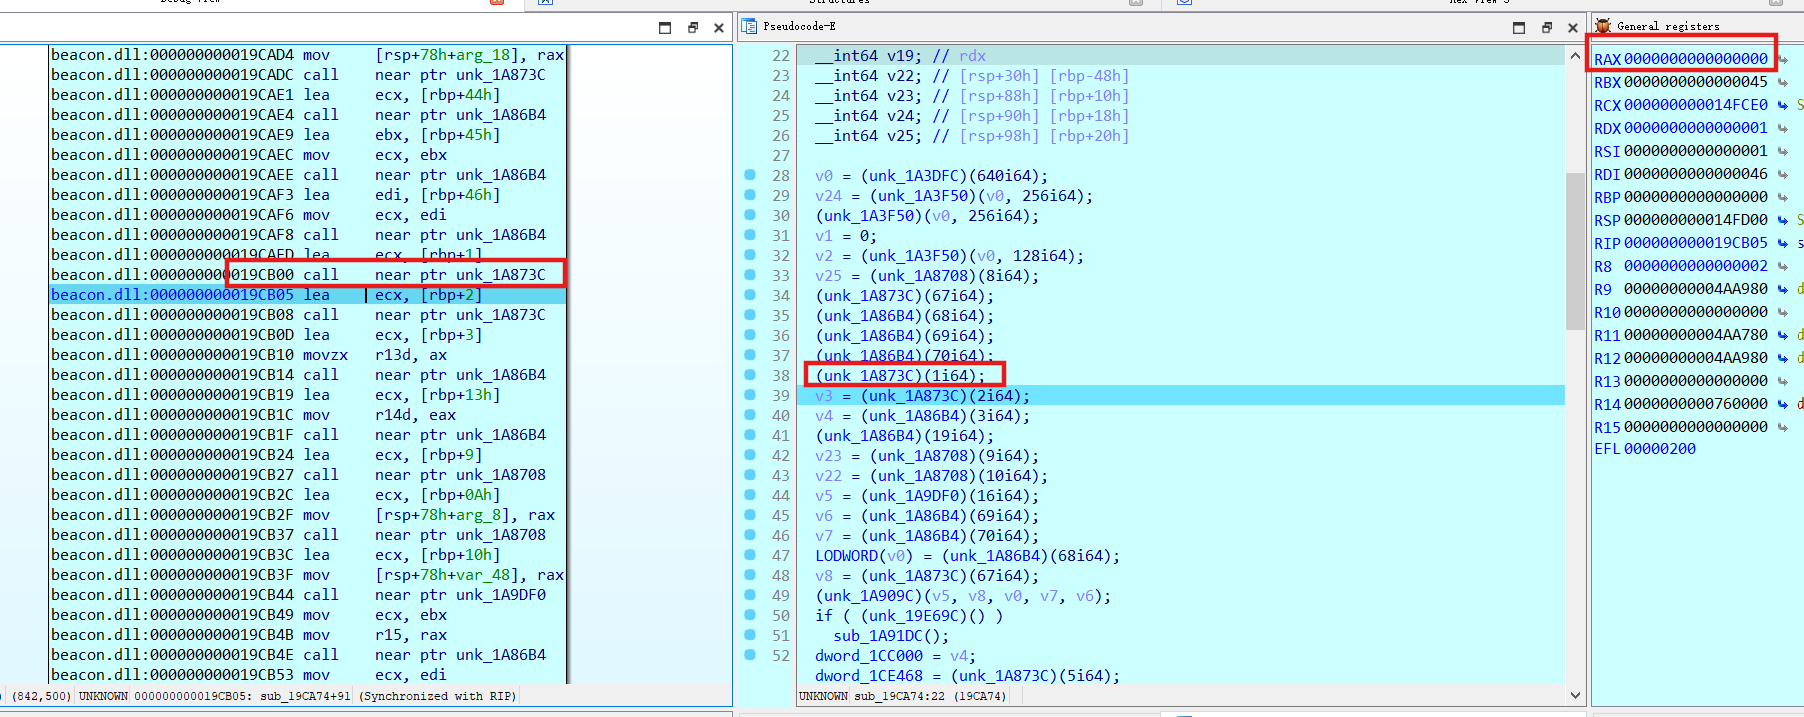 Debug View
Structures
Hex View 3
beacon.dll:000000000019CAD4 mov [rsp+78h+arg_18], rax
beacon.dll:000000000019CADC call near ptr unk_1A873C
beacon.dll:000000000019CAE1 lea ecx, [rbp+44h]
beacon.dll:000000000019CAE4 call near ptr unk_1A86B4
beacon.dll:000000000019CAE9 lea ebx, [rbp+45h]
beacon.dll:000000000019CAEC mov ecx, ebx
beacon.dll:000000000019CAEE call near ptr unk_1A86B4
beacon.dll:000000000019CAF3 lea edi, [rbp+46h]
beacon.dll:000000000019CAF6 mov ecx, edi
beacon.dll:000000000019CAF8 call near ptr unk_1A86B4
beacon.dll:000000000019CAFD lea ecx, [rbp+1]
beacon.dll:000000000019CB00 call near ptr unk_1A873C
beacon.dll:000000000019CB05 lea ecx, [rbp+2]
beacon.dll:000000000019CB08 call near ptr unk_1A873C
beacon.dll:000000000019CB0D lea ecx, [rbp+3]
beacon.dll:000000000019CB10 movzx r13d, ax
beacon.dll:000000000019CB14 call near ptr unk_1A86B4
beacon.dll:000000000019CB19 lea ecx, [rbp+13h]
beacon.dll:000000000019CB1C mov r14d, eax
beacon.dll:000000000019CB1F call near ptr unk_1A86B4
beacon.dll:000000000019CB24 lea ecx, [rbp+9]
beacon.dll:000000000019CB27 call near ptr unk_1A8708
beacon.dll:000000000019CB2C lea ecx, [rbp+0Ah]
beacon.dll:000000000019CB2F mov [rsp+78h+arg_8], rax
beacon.dll:000000000019CB37 call near ptr unk_1A8708
beacon.dll:000000000019CB3C lea ecx, [rbp+10h]
beacon.dll:000000000019CB3F mov [rsp+78h+var_48], rax
beacon.dll:000000000019CB44 call near ptr unk_1A9DF0
beacon.dll:000000000019CB49 mov ecx, ebx
beacon.dll:000000000019CB4B mov r15, rax
beacon.dll:000000000019CB4E call near ptr unk_1A86B4
beacon.dll:000000000019CB53 mov ecx, edi
(842,500) UNKNOWN 000000000019CB05: sub_19CA74+91 (Synchronized with RIP)
Pseudocode-E
22 __int64 v19; // rdx
23 __int64 v22; // [rsp+30h] [rbp-48h]
24 __int64 v23; // [rsp+88h] [rbp+10h]
25 __int64 v24; // [rsp+90h] [rbp+18h]
26 __int64 v25; // [rsp+98h] [rbp+20h]
27
28 v0 = (unk_1A3DFC)(640i64);
29 v24 = (unk_1A3F50)(v0, 256i64);
30 (unk_1A3F50)(v0, 256i64);
31 v1 = 0;
32 v2 = (unk_1A3F50)(v0, 128i64);
33 v25 = (unk_1A8708)(8i64);
34 (unk_1A873C)(67i64);
35 (unk_1A86B4)(68i64);
36 (unk_1A86B4)(69i64);
37 (unk_1A86B4)(70i64);
38 (unk_1A873C)(1i64);
39 v3 = (unk_1A873C)(2i64);
40 v4 = (unk_1A86B4)(3i64);
41 (unk_1A86B4)(19i64);
42 v23 = (unk_1A8708)(9i64);
43 v22 = (unk_1A8708)(10i64);
44 v5 = (unk_1A9DF0)(16i64);
45 v6 = (unk_1A86B4)(69i64);
46 v7 = (unk_1A86B4)(70i64);
47 LODWORD(v0) = (unk_1A86B4)(68i64);
48 v8 = (unk_1A873C)(67i64);
49 (unk_1A909C)(v5, v8, v0, v7, v6);
50 if ( (unk_19E69C)() )
51 sub_1A91DC();
52 dword_1CC000 = v4;
dword_1CE468 = (unk_1A873C)(5i64);
UNKNOWN sub_19CA74:22 (19CA74)
General registers
RAX 0000000000000000
RBX 0000000000000045
RCX 000000000014FCE0 S
RDX 0000000000000001
RSI 0000000000000001
RDI 0000000000000046
RBP 0000000000000000
RSP 000000000014FD00 S
RIP 000000000019CB05 s
R8 0000000000000002
R9 00000000004AA980 d
R10 0000000000000000
R11 00000000004AA780 d
R12 00000000004AA980 d
R13 0000000000000000
R14 0000000000760000 d
R15 0000000000000000
EFL 00000200